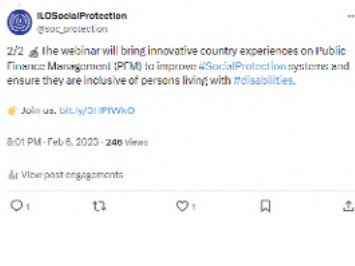 ILOSocialProtection
@soc_protection
2/2 The webinar will bring innovative country experiences on Public
Finance Management (PFM) to improve #SocialProtection systems and
ensure they are inclusive of persons living with #disabilities.
Join us.
8:01 PM · Feb 6, 2023 · 246 Views
View post engagements
1 1